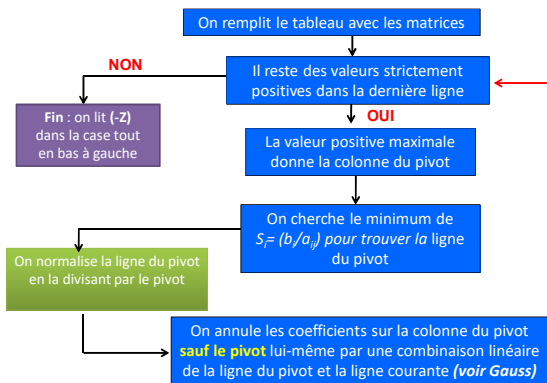 On remplit le tableau avec les matrices
NON
Il reste des valeurs strictement
positives dans la dernière ligne
OUI
Fin : on lit (-Z)
dans la case tout
en bas à gauche
La valeur positive maximale
donne la colonne du pivot
On cherche le minimum de
Si= (bi/aij) pour trouver la ligne
du pivot
On normalise la ligne du pivot
en la divisant par le pivot
On annule les coefficients sur la colonne du pivot
sauf le pivot lui-même par une combinaison linéaire
de la ligne du pivot et la ligne courante (voir Gauss)